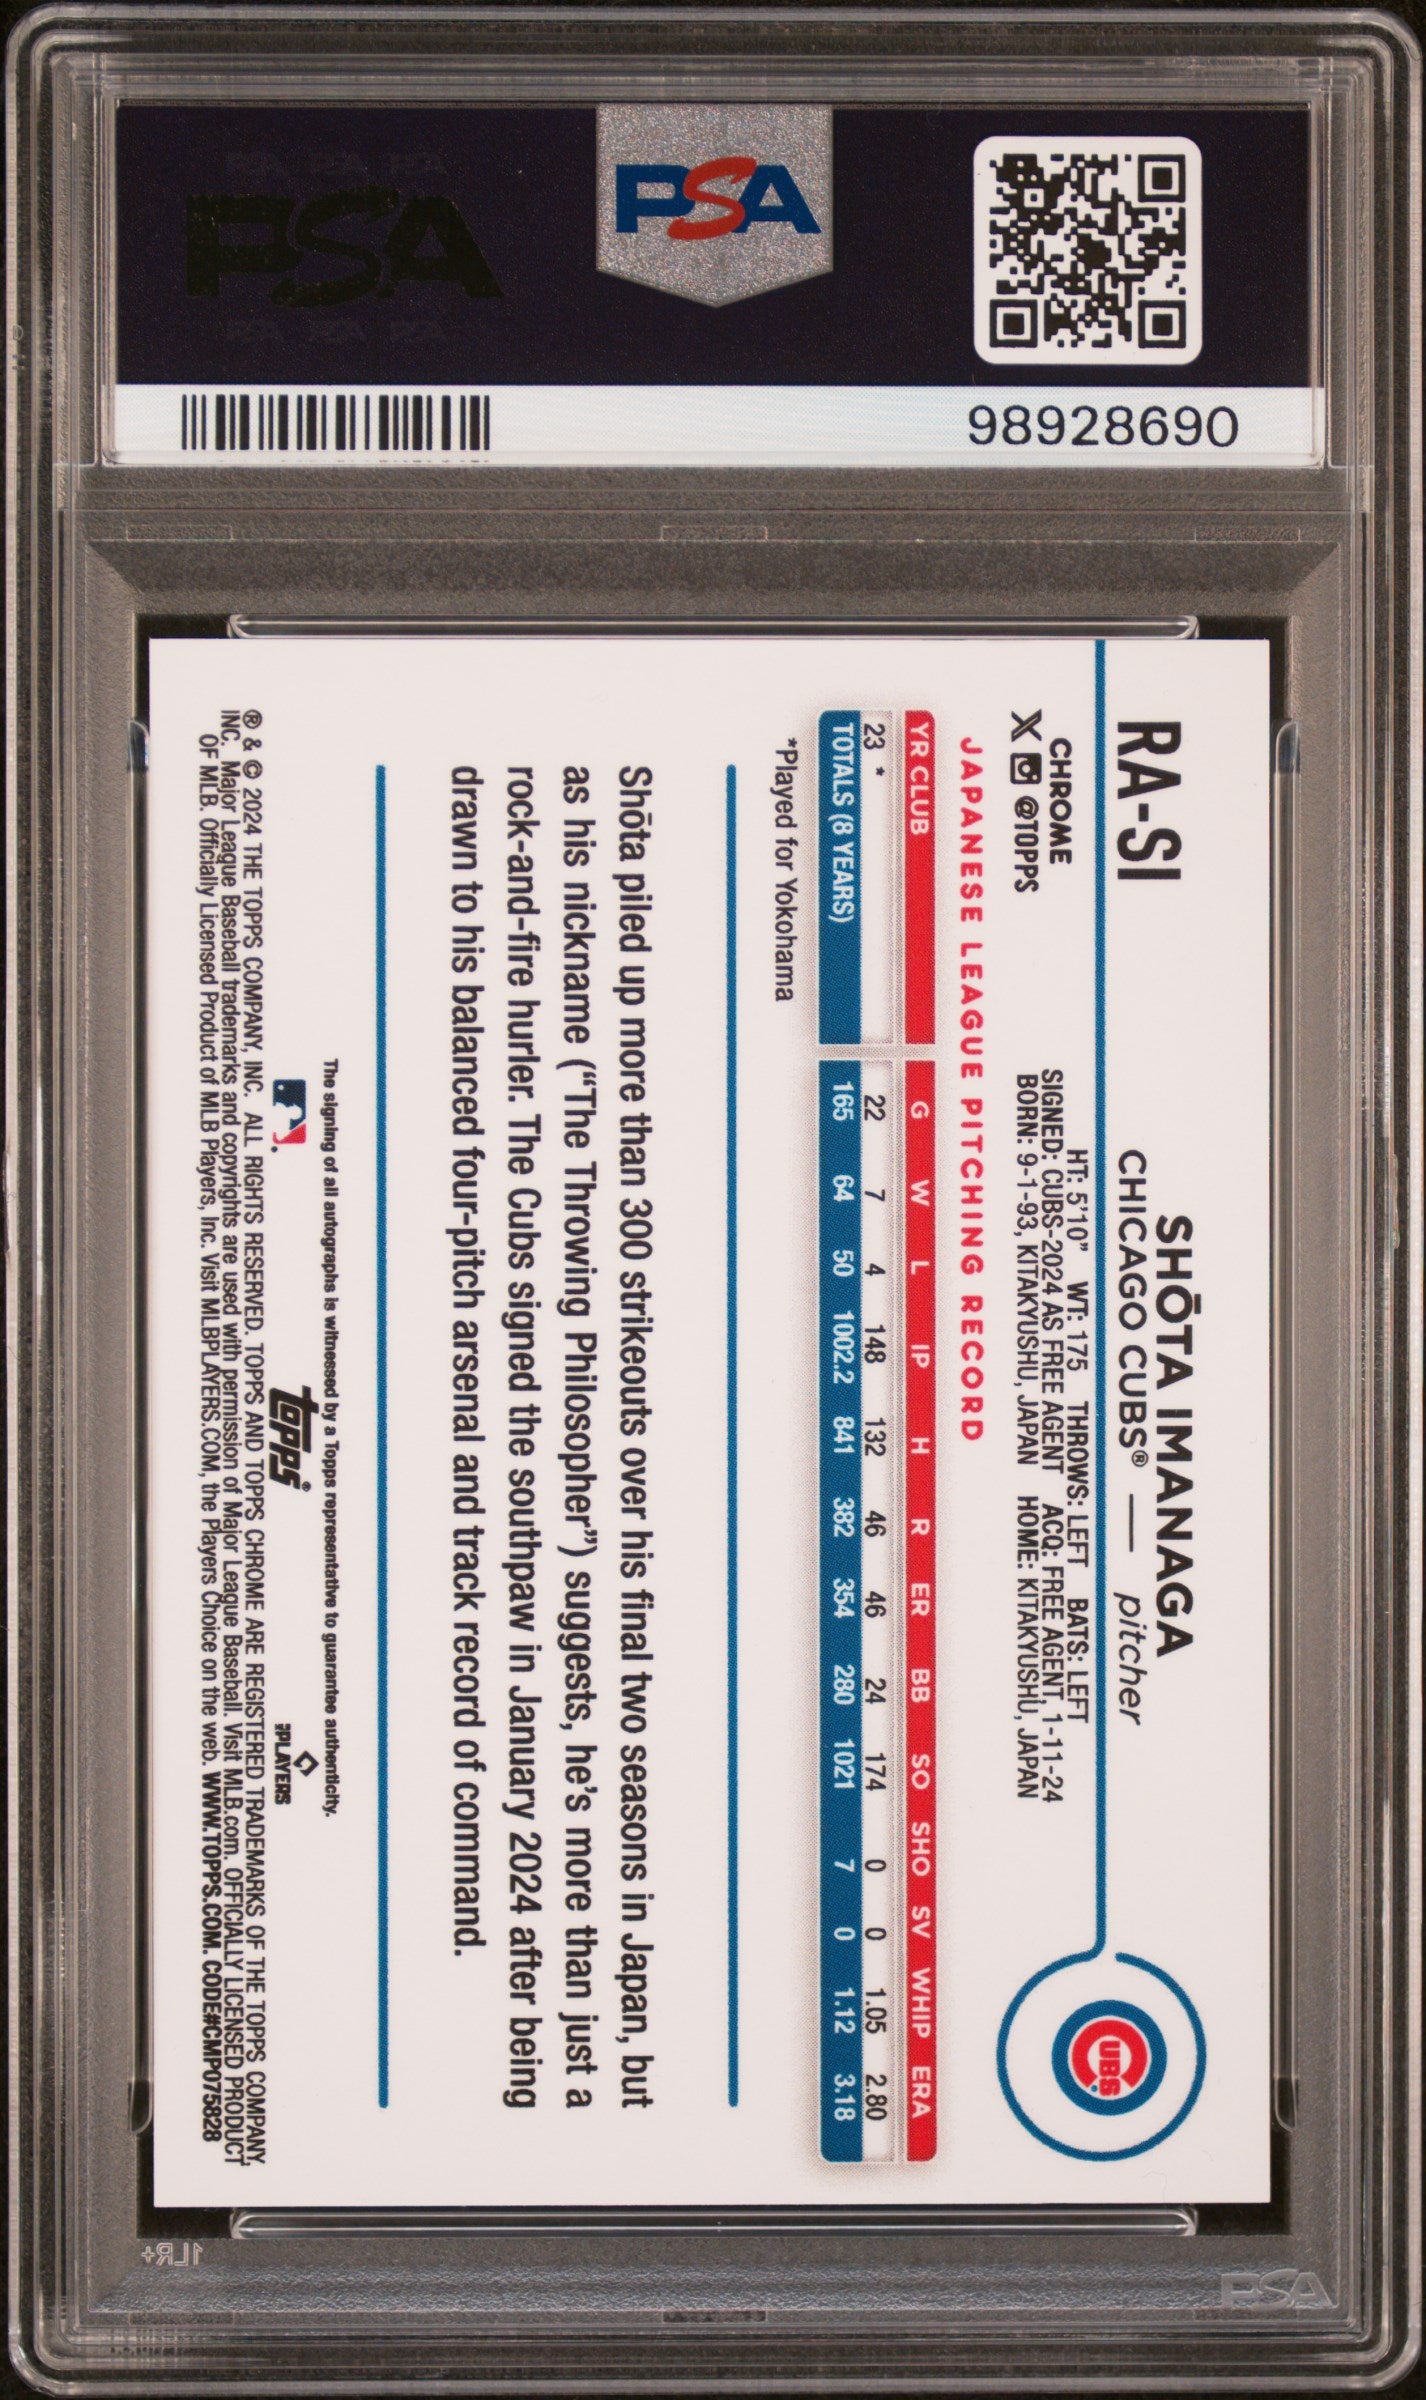 PSA
PSA
98928690
RA-SI
SHŌTA IMANAGA
CHICAGO CUBS® — pitcher
CHROME
X @TOPPS
HT: 5'10" WT: 175 THROWS: LEFT BATS: LEFT
SIGNED: CUBS-2024 AS FREE AGENT ACQ: FREE AGENT, 1-11-24
BORN: 9-1-93, KITAKYUSHU, JAPAN HOME: KITAKYUSHU, JAPAN
CUBS
JAPANESE LEAGUE PITCHING RECORD
YR CLUB G W L IP H R ER BB SO SHO SV WHIP ERA
23 * 22 7 4 148 132 46 46 24 174 0 0 1.05 2.80
TOTALS (8 YEARS) 165 64 50 1002.2 841 382 354 280 1021 7 0 1.12 3.18
*Played for Yokohama
Shōta piled up more than 300 strikeouts over his final two seasons in Japan, but
as his nickname (“The Throwing Philosopher”) suggests, he’s more than just a
rock-and-fire hurler. The Cubs signed the southpaw in January 2024 after being
drawn to his balanced four-pitch arsenal and track record of command.
The signing of all autographs is witnessed by a Topps representative to guarantee authenticity.
topps®
PLAYERS
® & © 2024 THE TOPPS COMPANY, INC. ALL RIGHTS RESERVED. TOPPS AND TOPPS CHROME ARE REGISTERED TRADEMARKS OF THE TOPPS COMPANY,
INC. Major League Baseball trademarks and copyrights are used with permission of Major League Baseball. Visit MLB.com. OFFICIALLY LICENSED PRODUCT
OF MLB. Officially Licensed Product of MLB Players, Inc. Visit MLBPLAYERS.COM, the Players Choice on the web. WWW.TOPPS.COM. CODE#CMP075828
1LR+
PSA